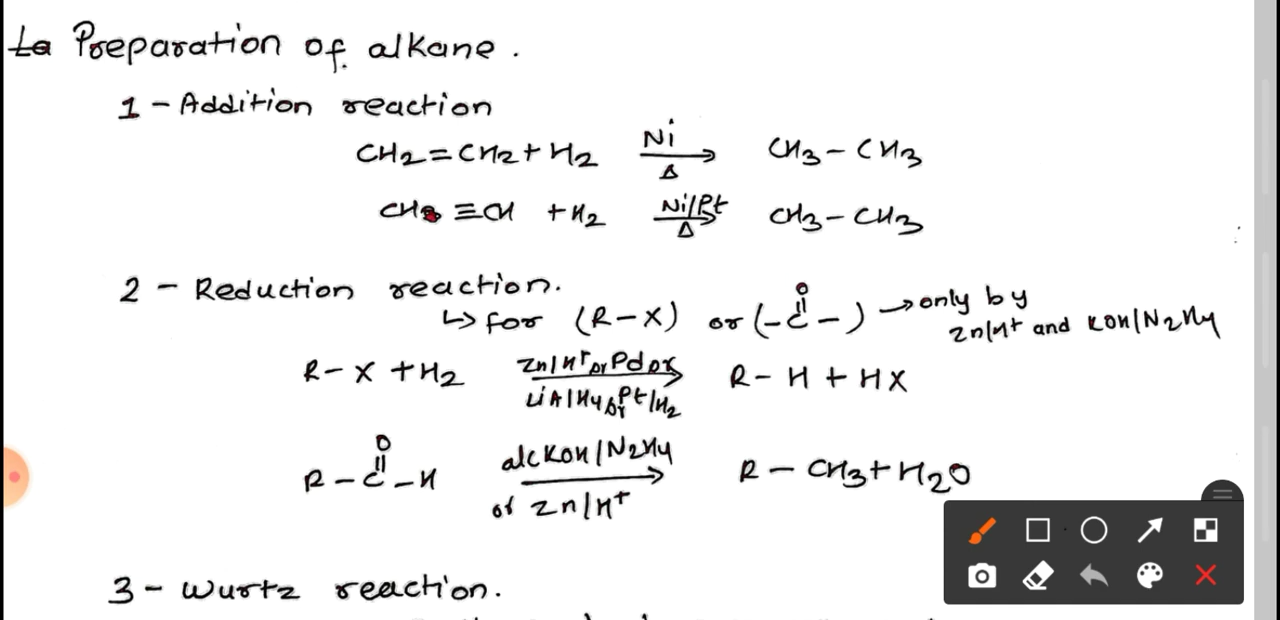 Preparation of alkane.
1 - Addition reaction
CH2=CH2+H2 Ni Δ CH3-CH3
CH≡CH +H2 Ni/Pt Δ CH3-CH3
2 - Reduction reaction.
↳ for (R-X) or (-C-) → only by
O
Zn/H+ and KOH/N2H4
R-X+H2 Zn/H+ or Pd or LiAlH4 or Pt/H2 R-H+HX
O
R-C-H alc KOH/N2H4 or Zn/H+ R-CH3+H2O
3 - Wurtz reaction.